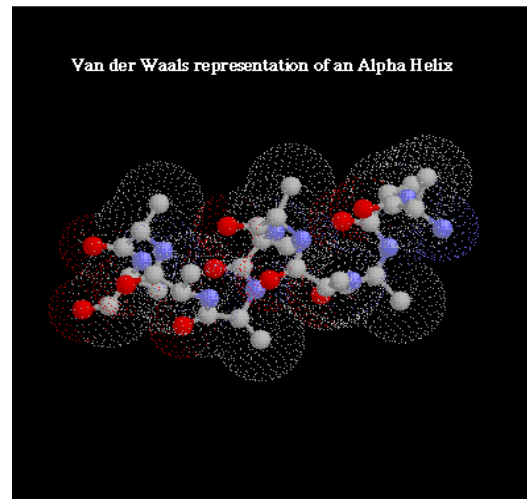 Van der Waals representation of an Alpha Helix